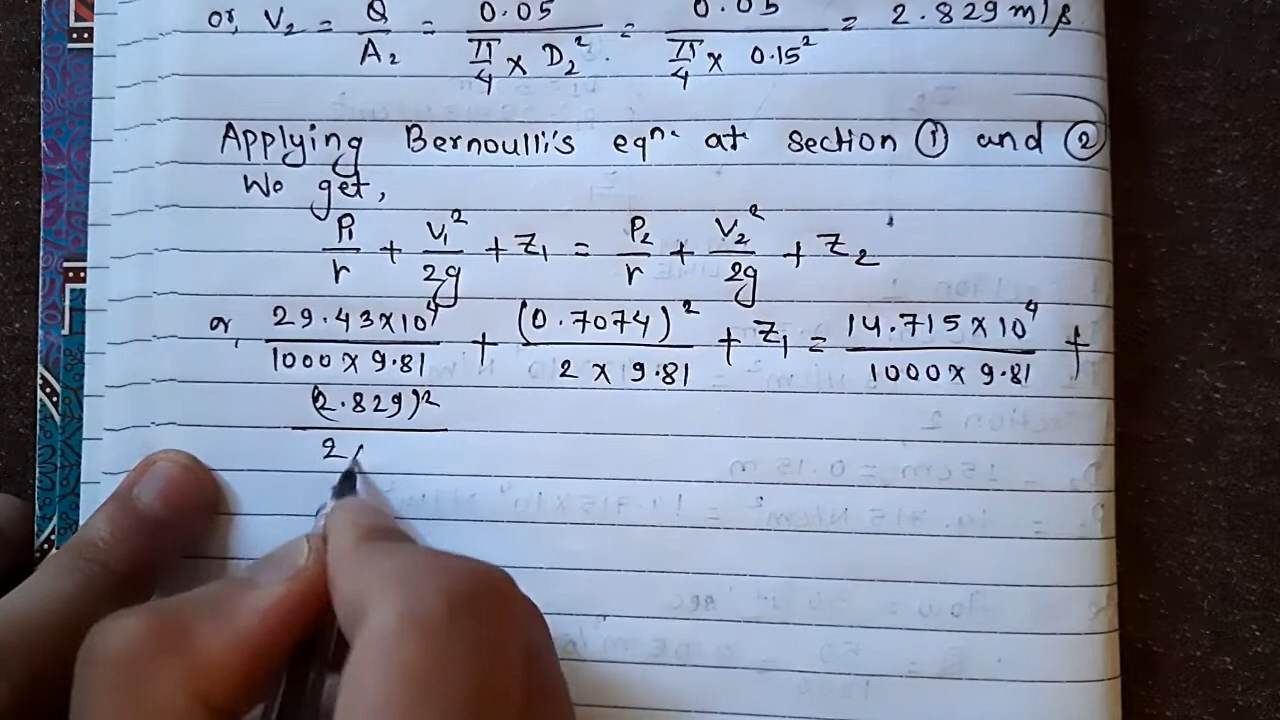 or, V₂ = Q/A₂ = 0.05/(π/4 × D₂²) = 0.05/(π/4 × 0.15²) = 2.829 m/s
Applying Bernoulli's eqⁿ. at section ① and ②
We get,
P₁/r + V₁²/2g + Z₁ = P₂/r + V₂²/2g + Z₂
or, 29.43×10⁴/1000 × 9.81 + (0.7074)²/2 × 9.81 + Z₁ = 14.715 × 10⁴/1000 × 9.81 +
(2.829)²/2